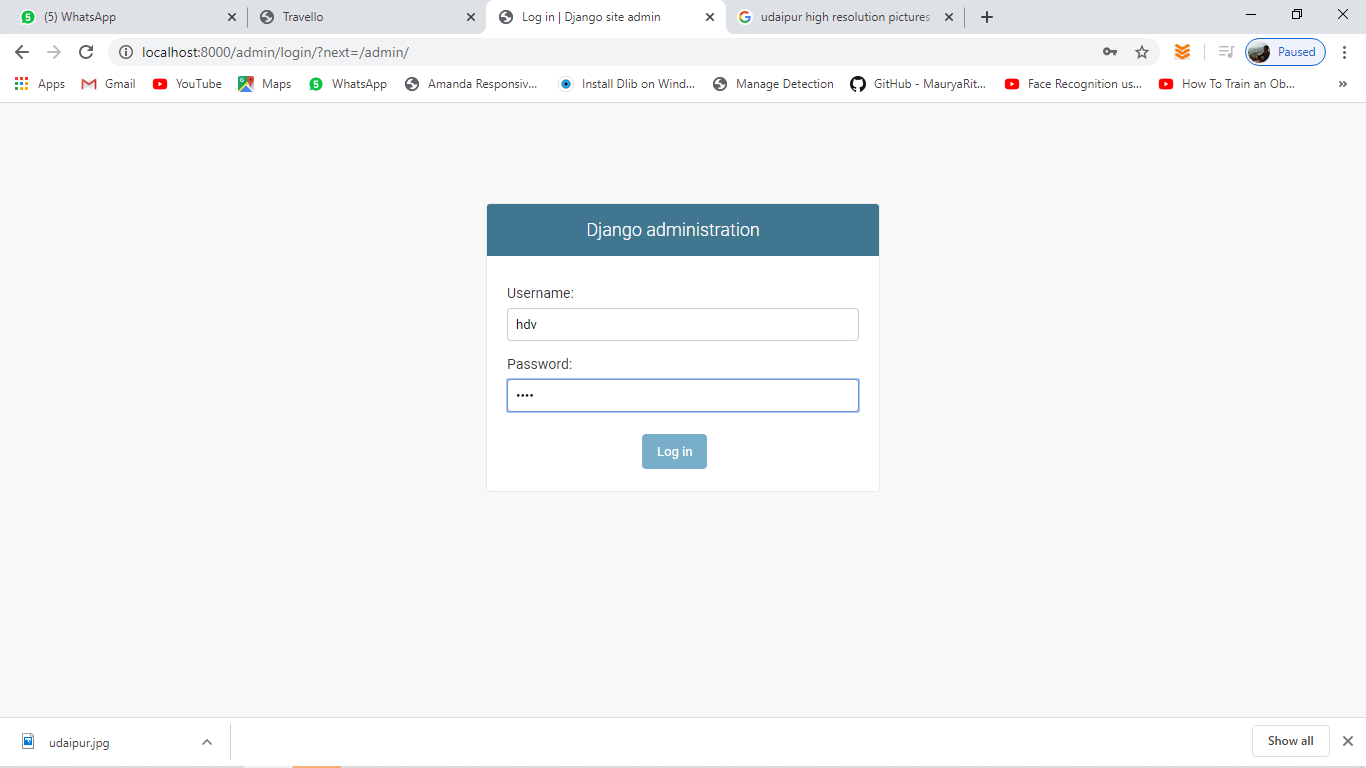 5 (5) WhatsApp
Travello
Log in | Django site admin
udaipur high resolution pictures
localhost:8000/admin/login/?next=/admin/
Paused
Apps Gmail YouTube Maps 5 WhatsApp Amanda Responsiv... Install Dlib on Wind... Manage Detection GitHub - MauryaRit... Face Recognition us... How To Train an Ob... »
Django administration
Username:
hdv
Password:
••••
Log in
udaipur.jpg
Show all